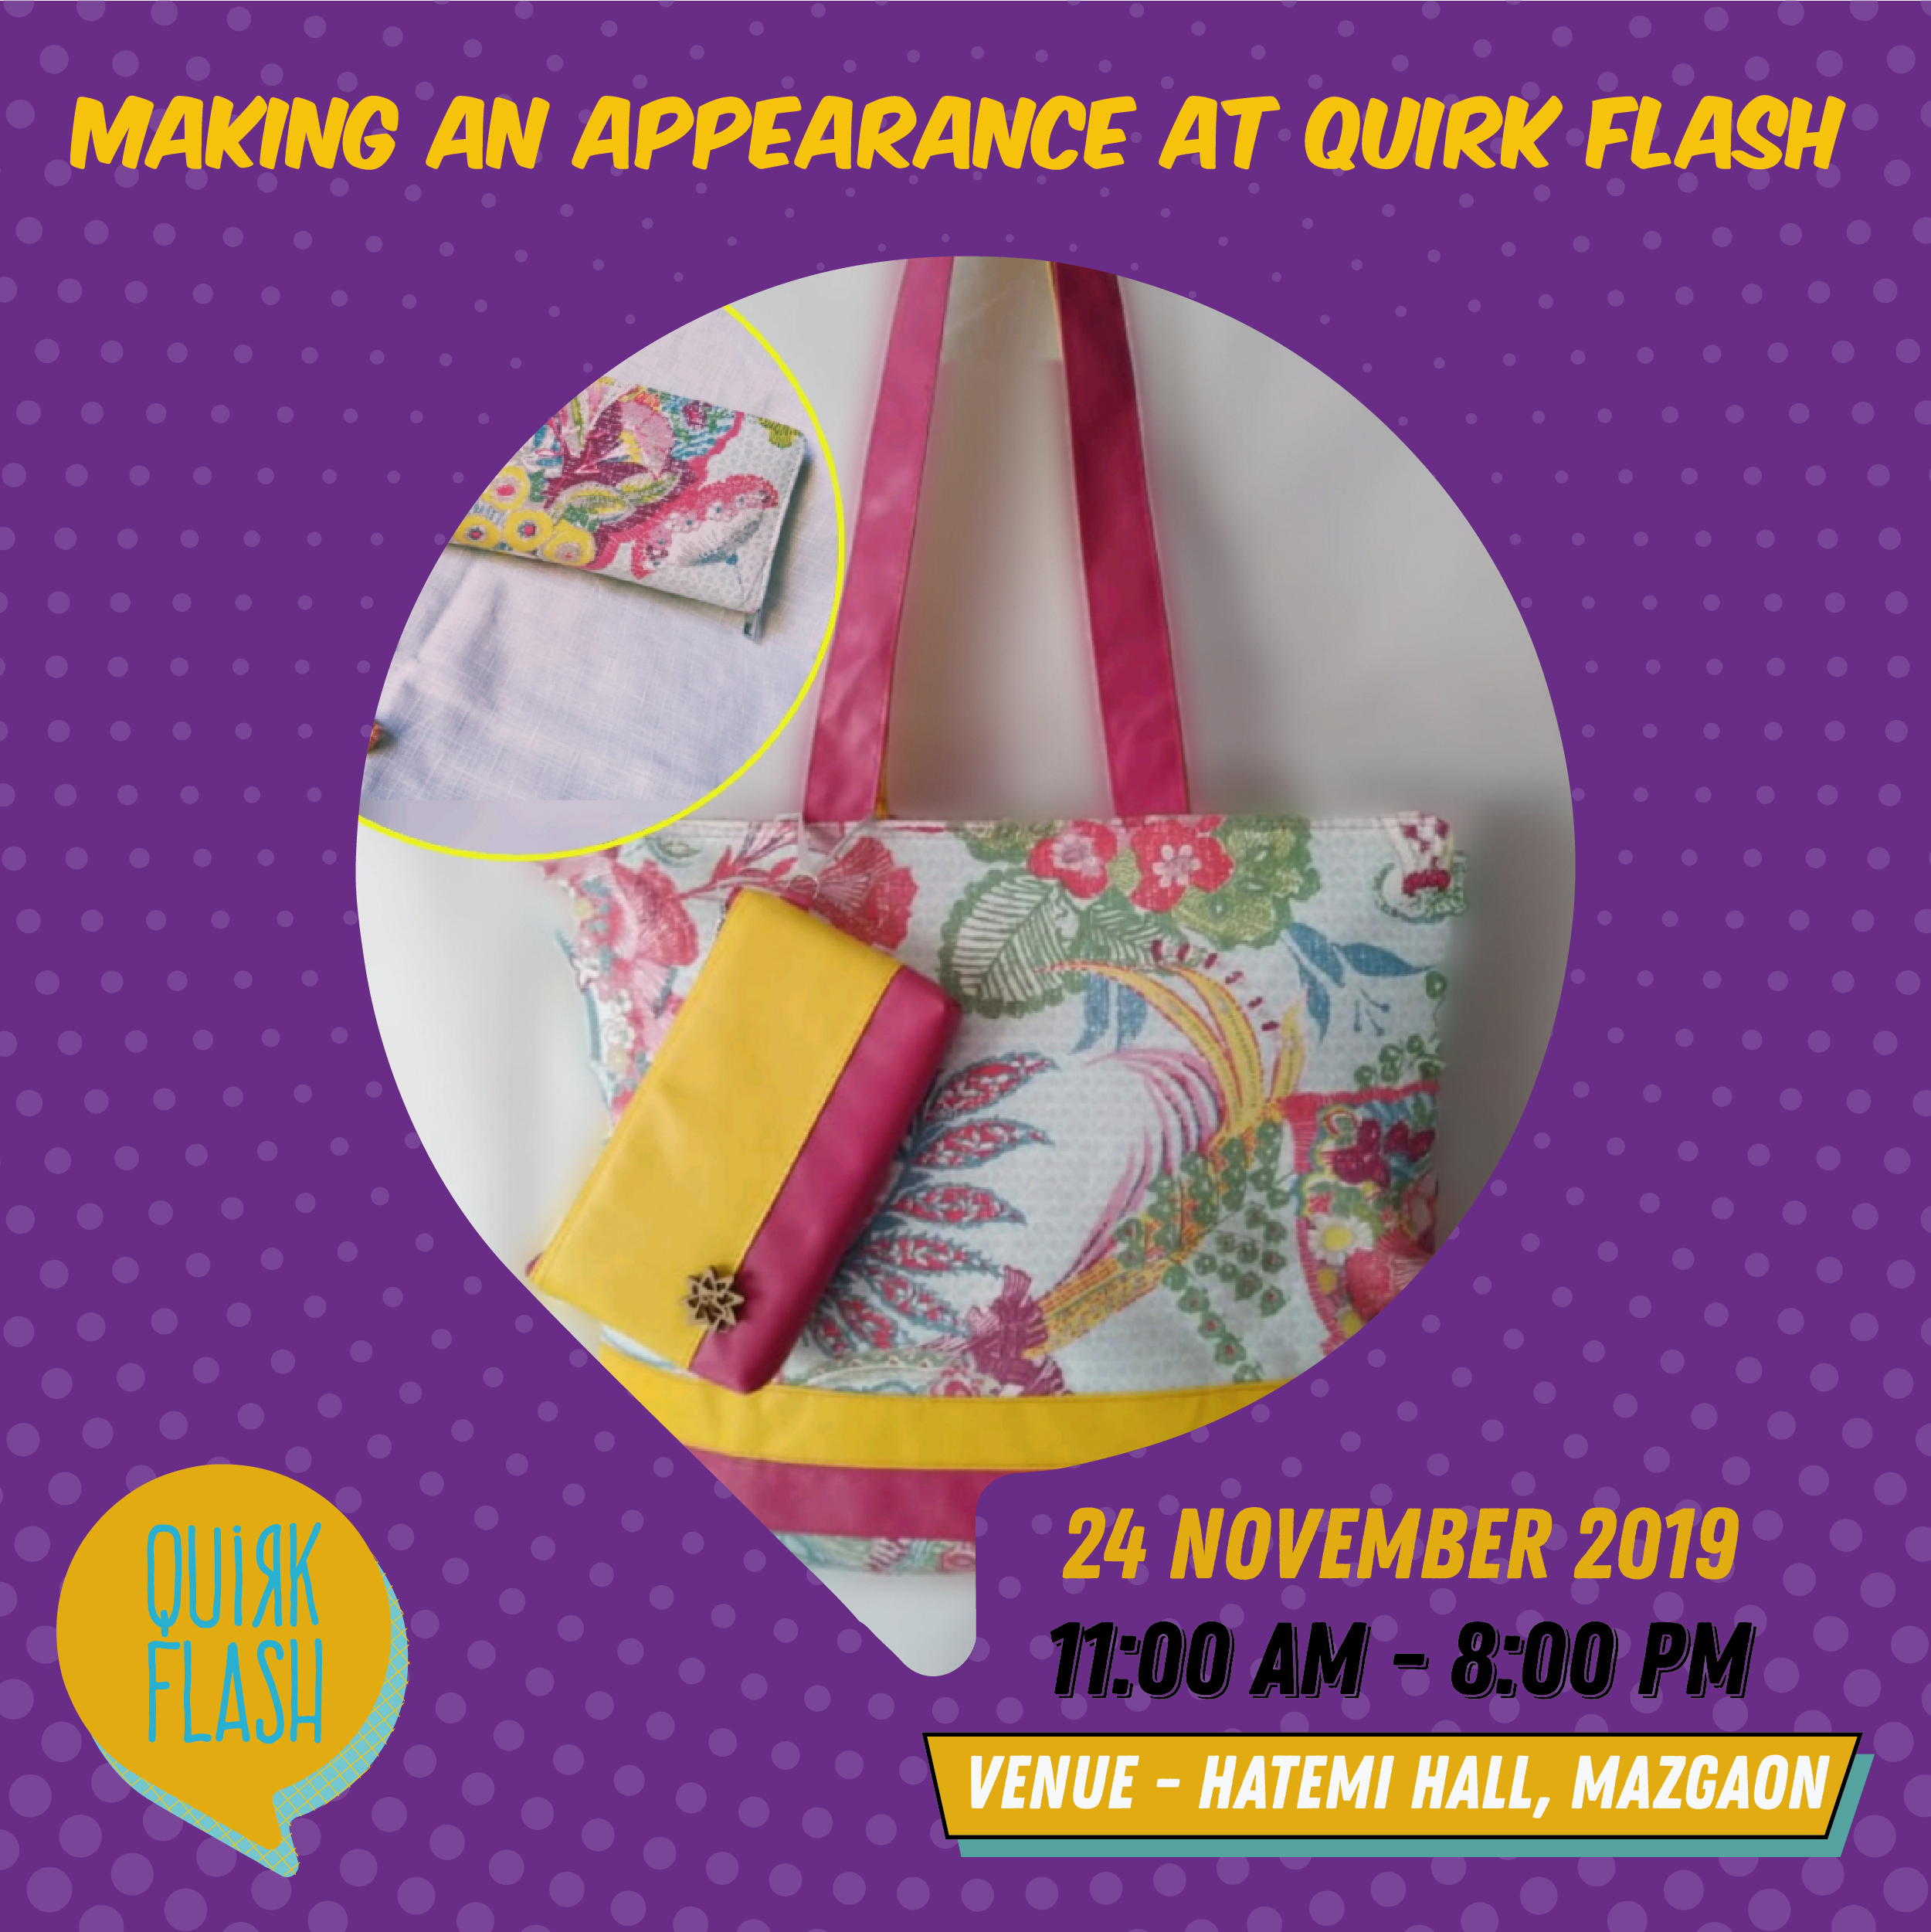 MAKING AN APPEARANCE AT QUIRK FLASH
QUIRK
FLASH
24 NOVEMBER 2019
11:00 AM - 8:00 PM
VENUE - HATEMI HALL, MAZGAON